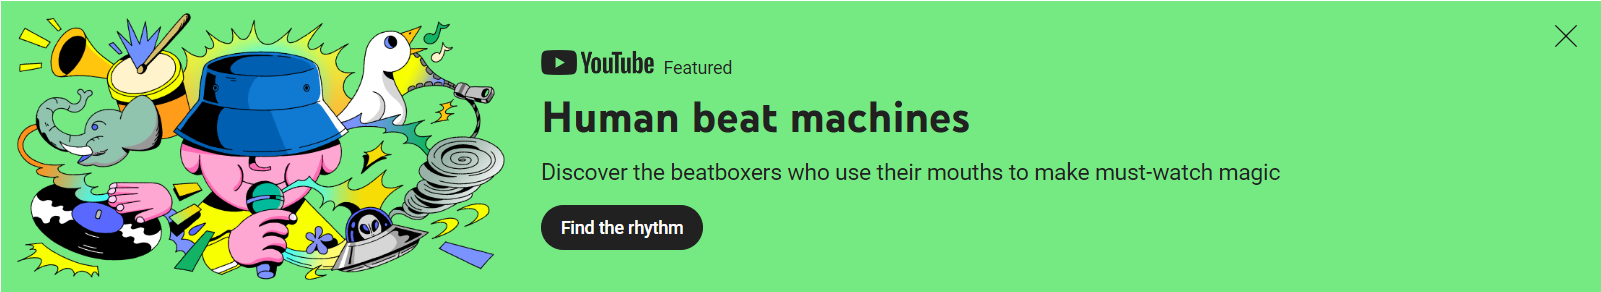 YouTube Featured
Human beat machines
Discover the beatboxers who use their mouths to make must-watch magic
Find the rhythm